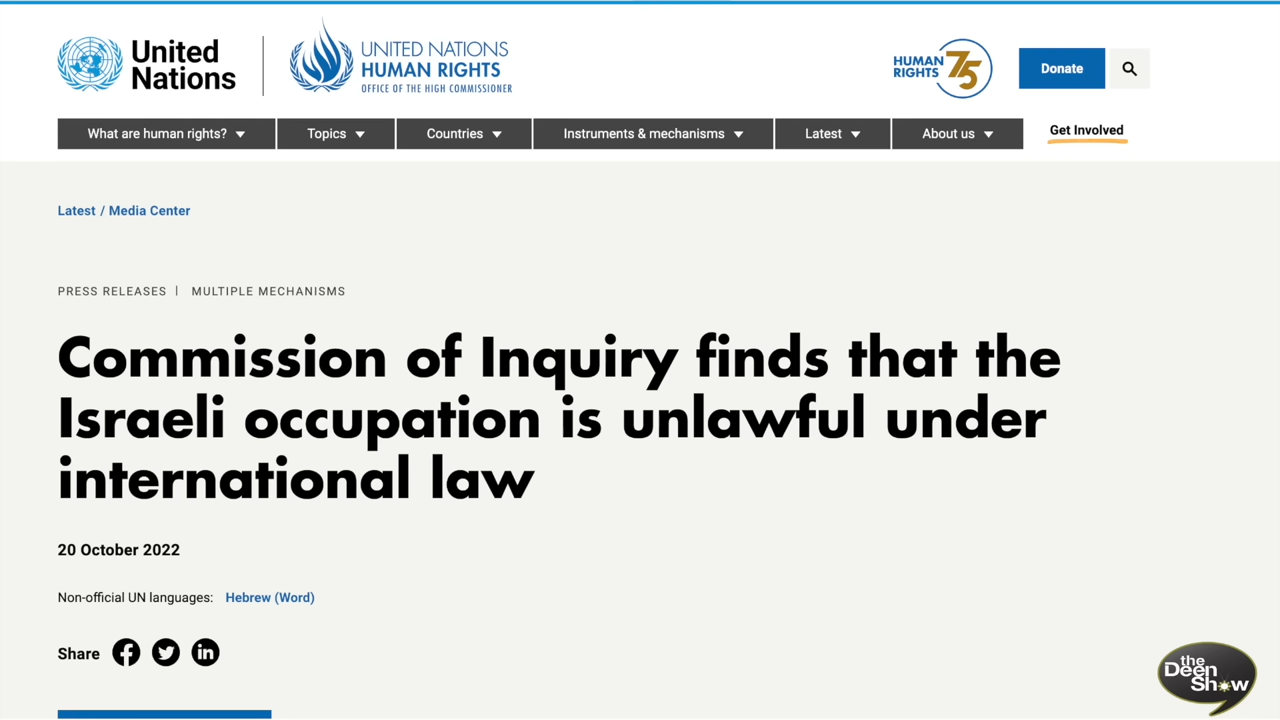 United
Nations
UNITED NATIONS
HUMAN RIGHTS
OFFICE OF THE HIGH COMMISSIONER
HUMAN
RIGHTS 75
Donate
What are human rights?
Topics
Countries
Instruments & mechanisms
Latest
About us
Get Involved
Latest / Media Center
PRESS RELEASES | MULTIPLE MECHANISMS
Commission of Inquiry finds that the
Israeli occupation is unlawful under
international law
20 October 2022
Non-official UN languages: Hebrew (Word)
Share
the
Deen
Show